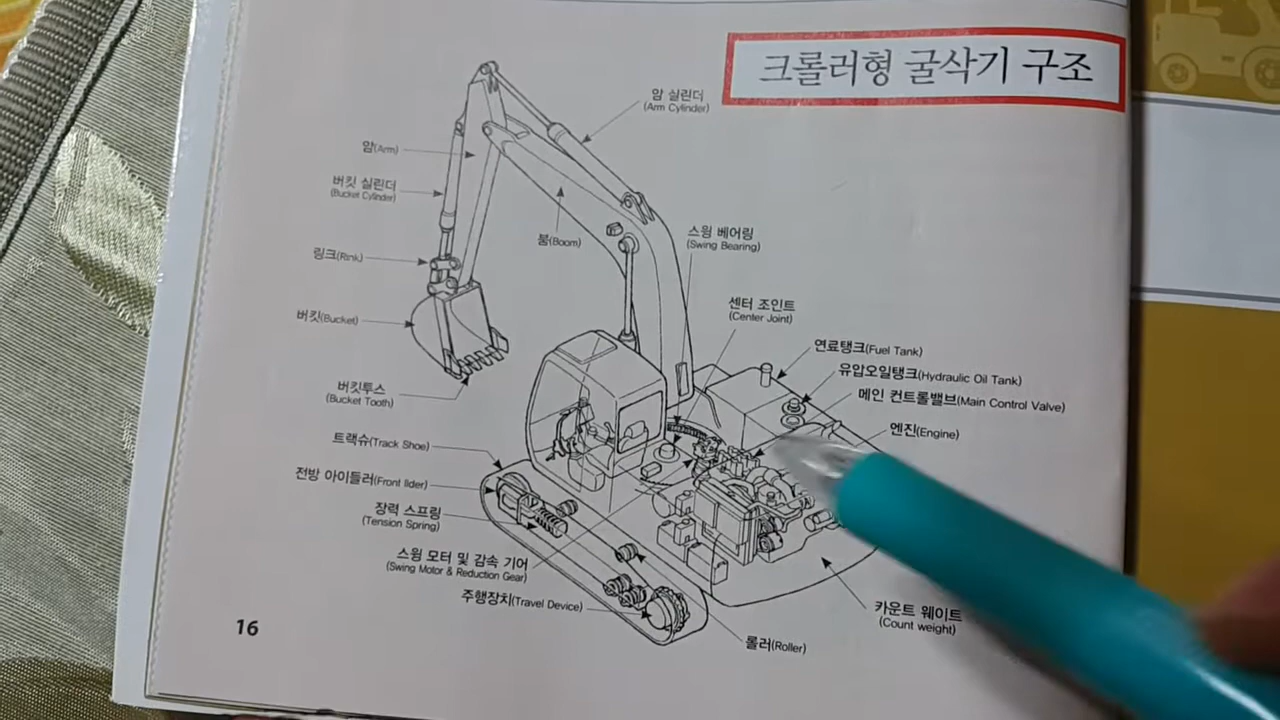 크롤러형 굴삭기 구조
암 실린더
(Arm Cylinder)
암(Arm)
버킷 실린더
(Bucket Cylinder)
붐(Boom)
스윙 베어링
(Swing Bearing)
링크(Rink)
센터 조인트
(Center Joint)
버킷(Bucket)
연료탱크(Fuel Tank)
유압오일탱크(Hydraulic Oil Tank)
버킷투스
(Bucket Tooth)
메인 컨트롤밸브(Main Control Valve)
엔진(Engine)
트랙슈(Track Shoe)
전방 아이들러(Front Iider)
장력 스프링
(Tension Spring)
스윙 모터 및 감속 기어
(Swing Motor & Reduction Gear)
주행장치(Travel Device)
카운트 웨이트
(Count weight)
롤러(Roller)
16